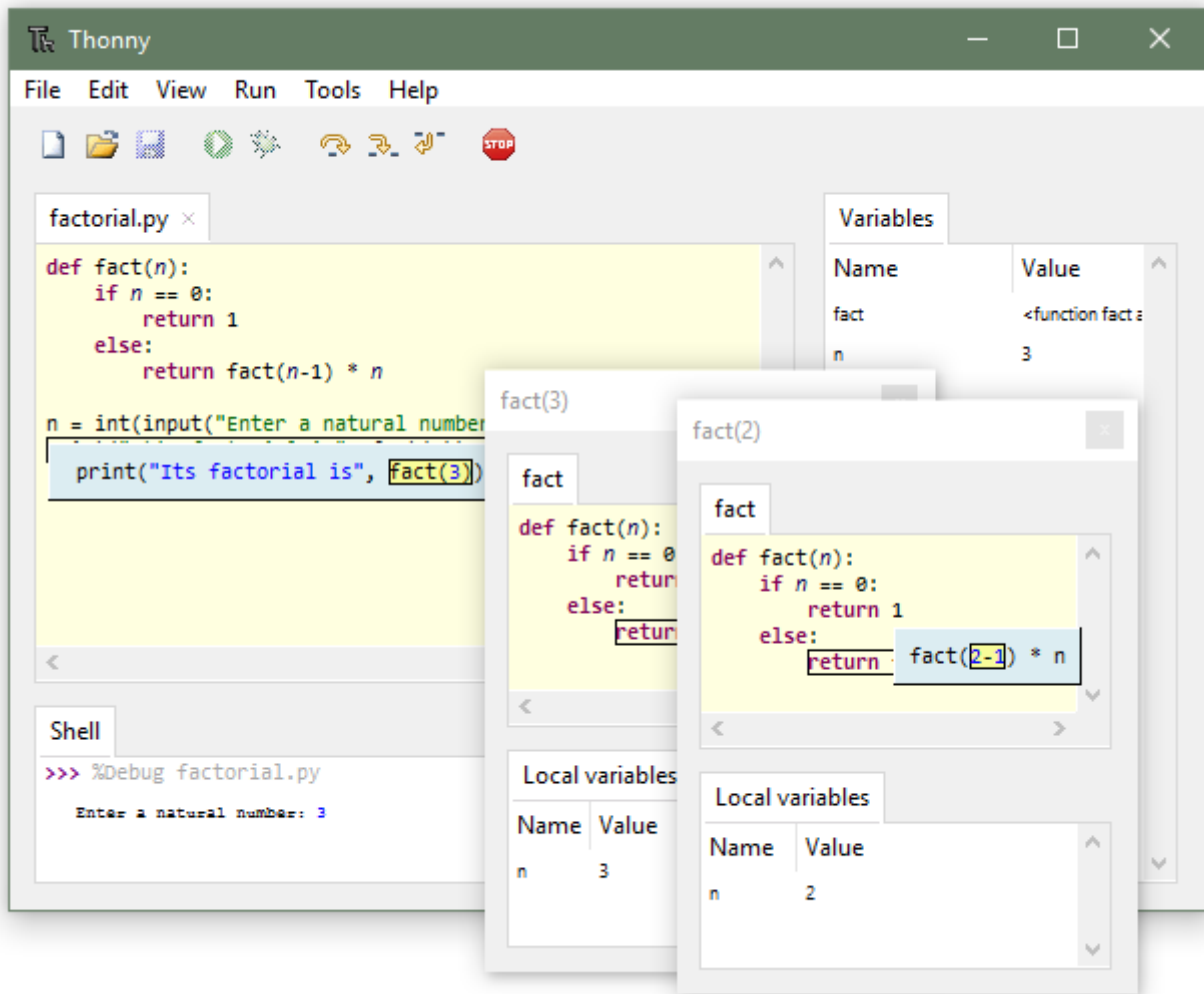 Thonny
File Edit View Run Tools Help
STOP
factorial.py
def fact(n):
    if n == 0:
        return 1
    else:
        return fact(n-1) * n
n = int(input("Enter a natural number
print("Its factorial is", fact(3))
Shell
>>> %Debug factorial.py
Enter a natural number: 3
Variables
Name Value
fact <function fact a
n 3
fact(3)
fact
def fact(n):
    if n == 0
        retur
    else:
        retur
Local variables
Name Value
n 3
fact(2)
fact
def fact(n):
    if n == 0:
        return 1
    else:
        return fact(2-1) * n
Local variables
Name Value
n 2